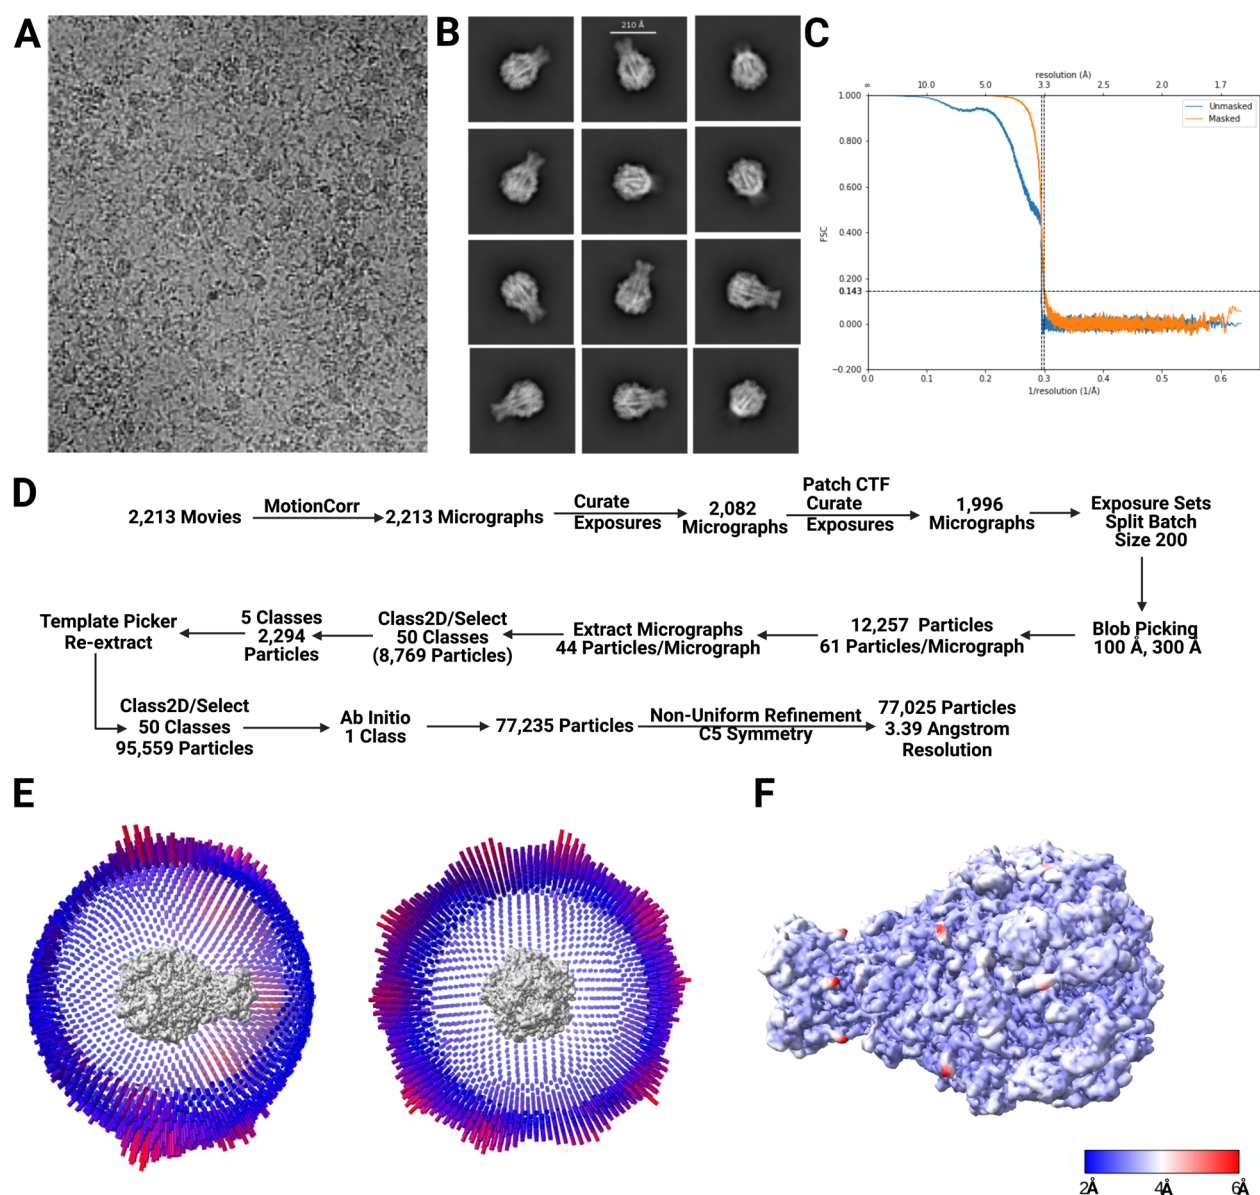 A
B
210 Å
C
resolution (Å)
∞ 10.0 5.0 3.3 2.5 2.0 1.7
1.000
0.800
0.600
0.400
0.200
0.143
0.000
−0.200
FSC
Unmasked
Masked
0.0 0.1 0.2 0.3 0.4 0.5 0.6
1/resolution (1/Å)
D
2,213 Movies
MotionCorr
2,213 Micrographs
Curate
Exposures
2,082
Micrographs
Patch CTF
Curate
Exposures
1,996
Micrographs
Exposure Sets
Split Batch
Size 200
Blob Picking
100 Å, 300 Å
12,257 Particles
61 Particles/Micrograph
Extract Micrographs
44 Particles/Micrograph
Class2D/Select
50 Classes
(8,769 Particles)
5 Classes
2,294
Particles
Template Picker
Re-extract
Class2D/Select
50 Classes
95,559 Particles
Ab Initio
1 Class
77,235 Particles
Non-Uniform Refinement
C5 Symmetry
77,025 Particles
3.39 Angstrom
Resolution
E
F
2Å 4Å 6Å